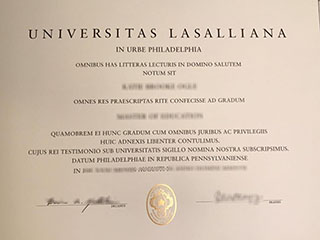 UNIVERSITAS LASALLIANA
IN URBE PHILADELPHIA
OMNIBUS HAS LITTERAS LECTURIS IN DOMINO SALUTEM
NOTUM SIT
OMNES RES PRAESCRIPTAS RITE CONFECISSE AD GRADUM
MASTER OF EDUCATION
QUAMOBREM EI HUNC GRADUM CUM OMNIBUS JURIBUS AC PRIVILEGIIS
HUIC ADNEXIS LIBENTER CONTULIMUS.
CUJUS REI TESTIMONIO SUB UNIVERSITATIS SIGILLO NOMINA NOSTRA SUBSCRIPSIMUS.
DATUM PHILADELPHIAE IN REPUBLICA PENNSYLVANIENSE
IN